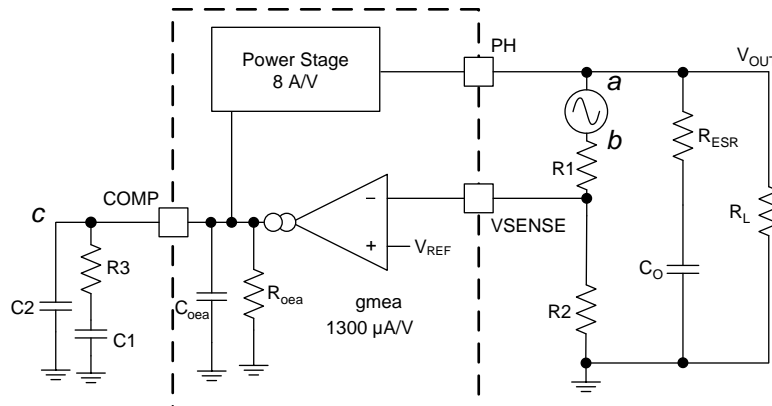 Power Stage
8 A/V
PH
VOUT
a
b
RESR
R1
COMP
c
VSENSE
RL
R3
VREF
CO
C2
Coea
Roea
gmea
1300 µA/V
R2
C1
−
+